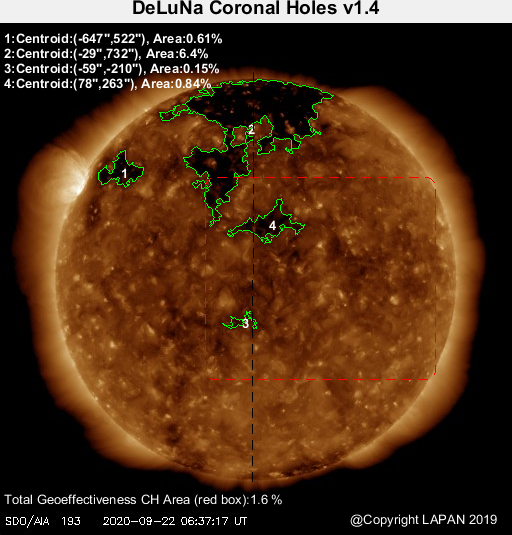 DeLuNa Coronal Holes v1.4
1:Centroid:(-647",522"), Area:0.61%
2:Centroid:(-29",732"), Area:6.4%
3:Centroid:(-59",-210"), Area:0.15%
4:Centroid:(78",263"), Area:0.84%
2
1
4
3
Total Geoeffectiveness CH Area (red box):1.6 %
SDO/AIA 193 2020-09-22 06:37:17 UT
@Copyright LAPAN 2019